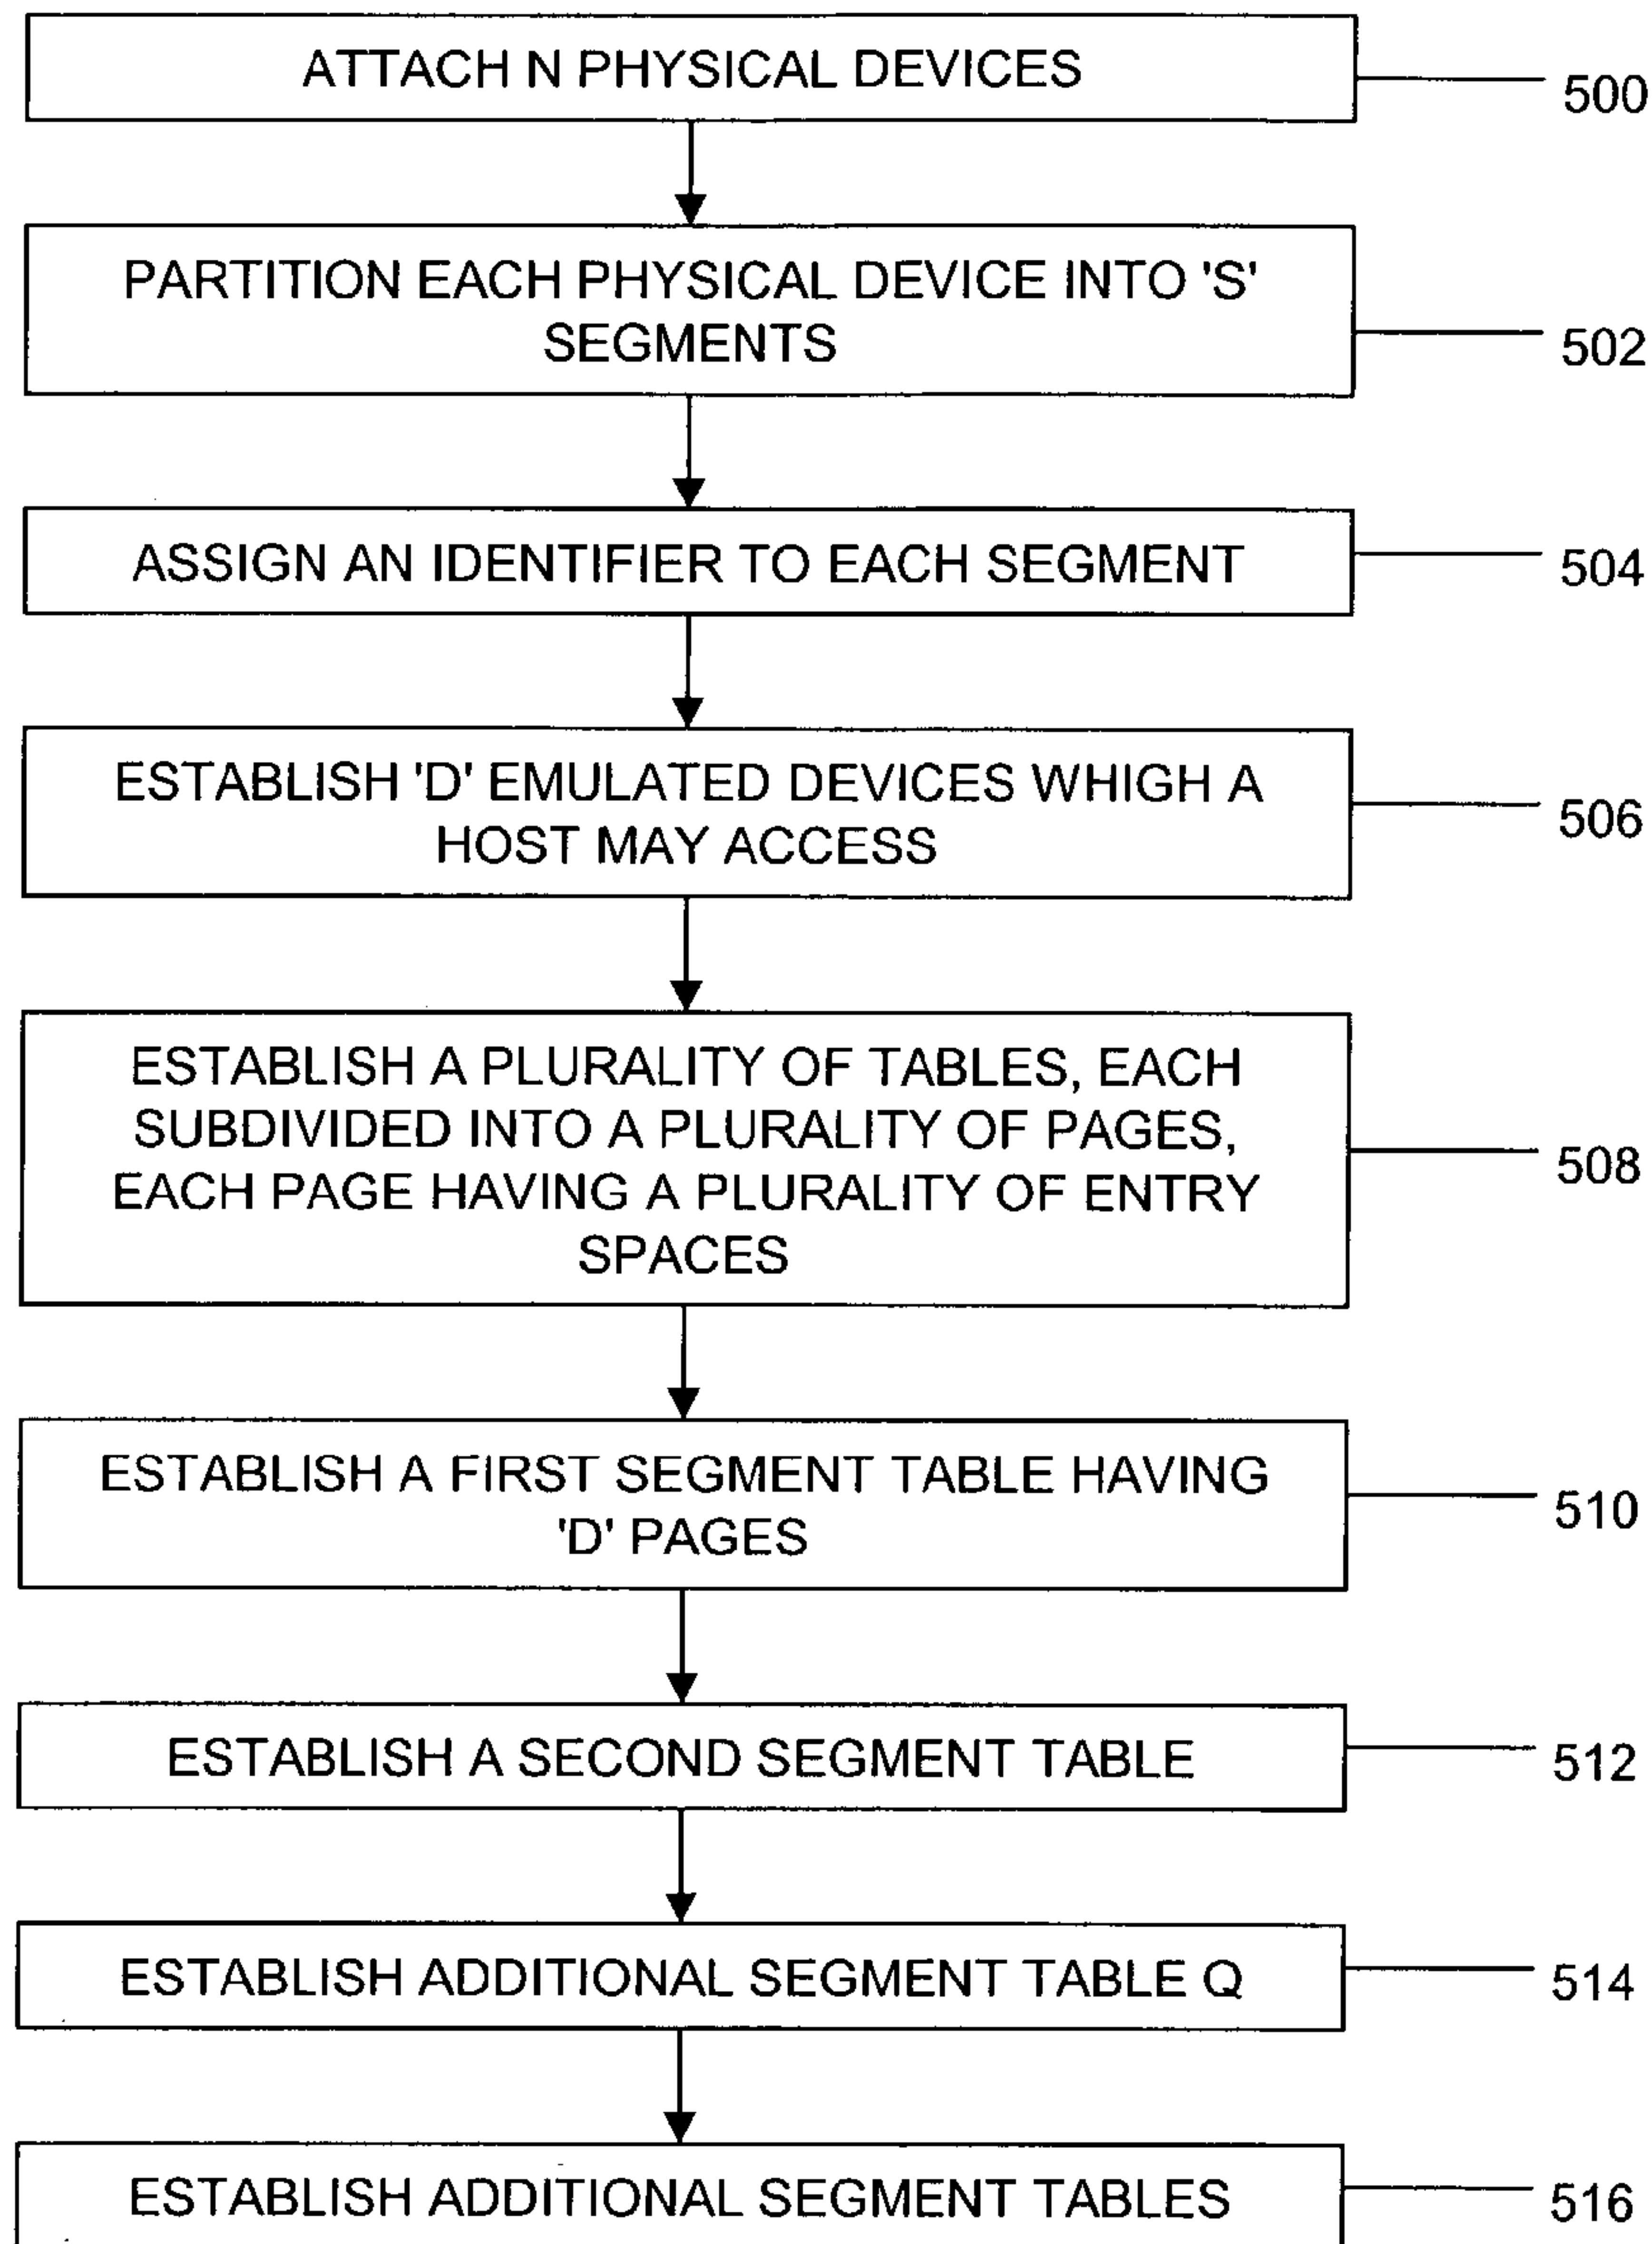 ATTACH N PHYSICAL DEVICES
500
PARTITION EACH PHYSICAL DEVICE INTO 'S'
SEGMENTS
502
ASSIGN AN IDENTIFIER TO EACH SEGMENT
504
ESTABLISH 'D' EMULATED DEVICES WHIGH A
HOST MAY ACCESS
506
ESTABLISH A PLURALITY OF TABLES, EACH
SUBDIVIDED INTO A PLURALITY OF PAGES,
EACH PAGE HAVING A PLURALITY OF ENTRY
SPACES
508
ESTABLISH A FIRST SEGMENT TABLE HAVING
'D' PAGES
510
ESTABLISH A SECOND SEGMENT TABLE
512
ESTABLISH ADDITIONAL SEGMENT TABLE Q
514
ESTABLISH ADDITIONAL SEGMENT TABLES
516